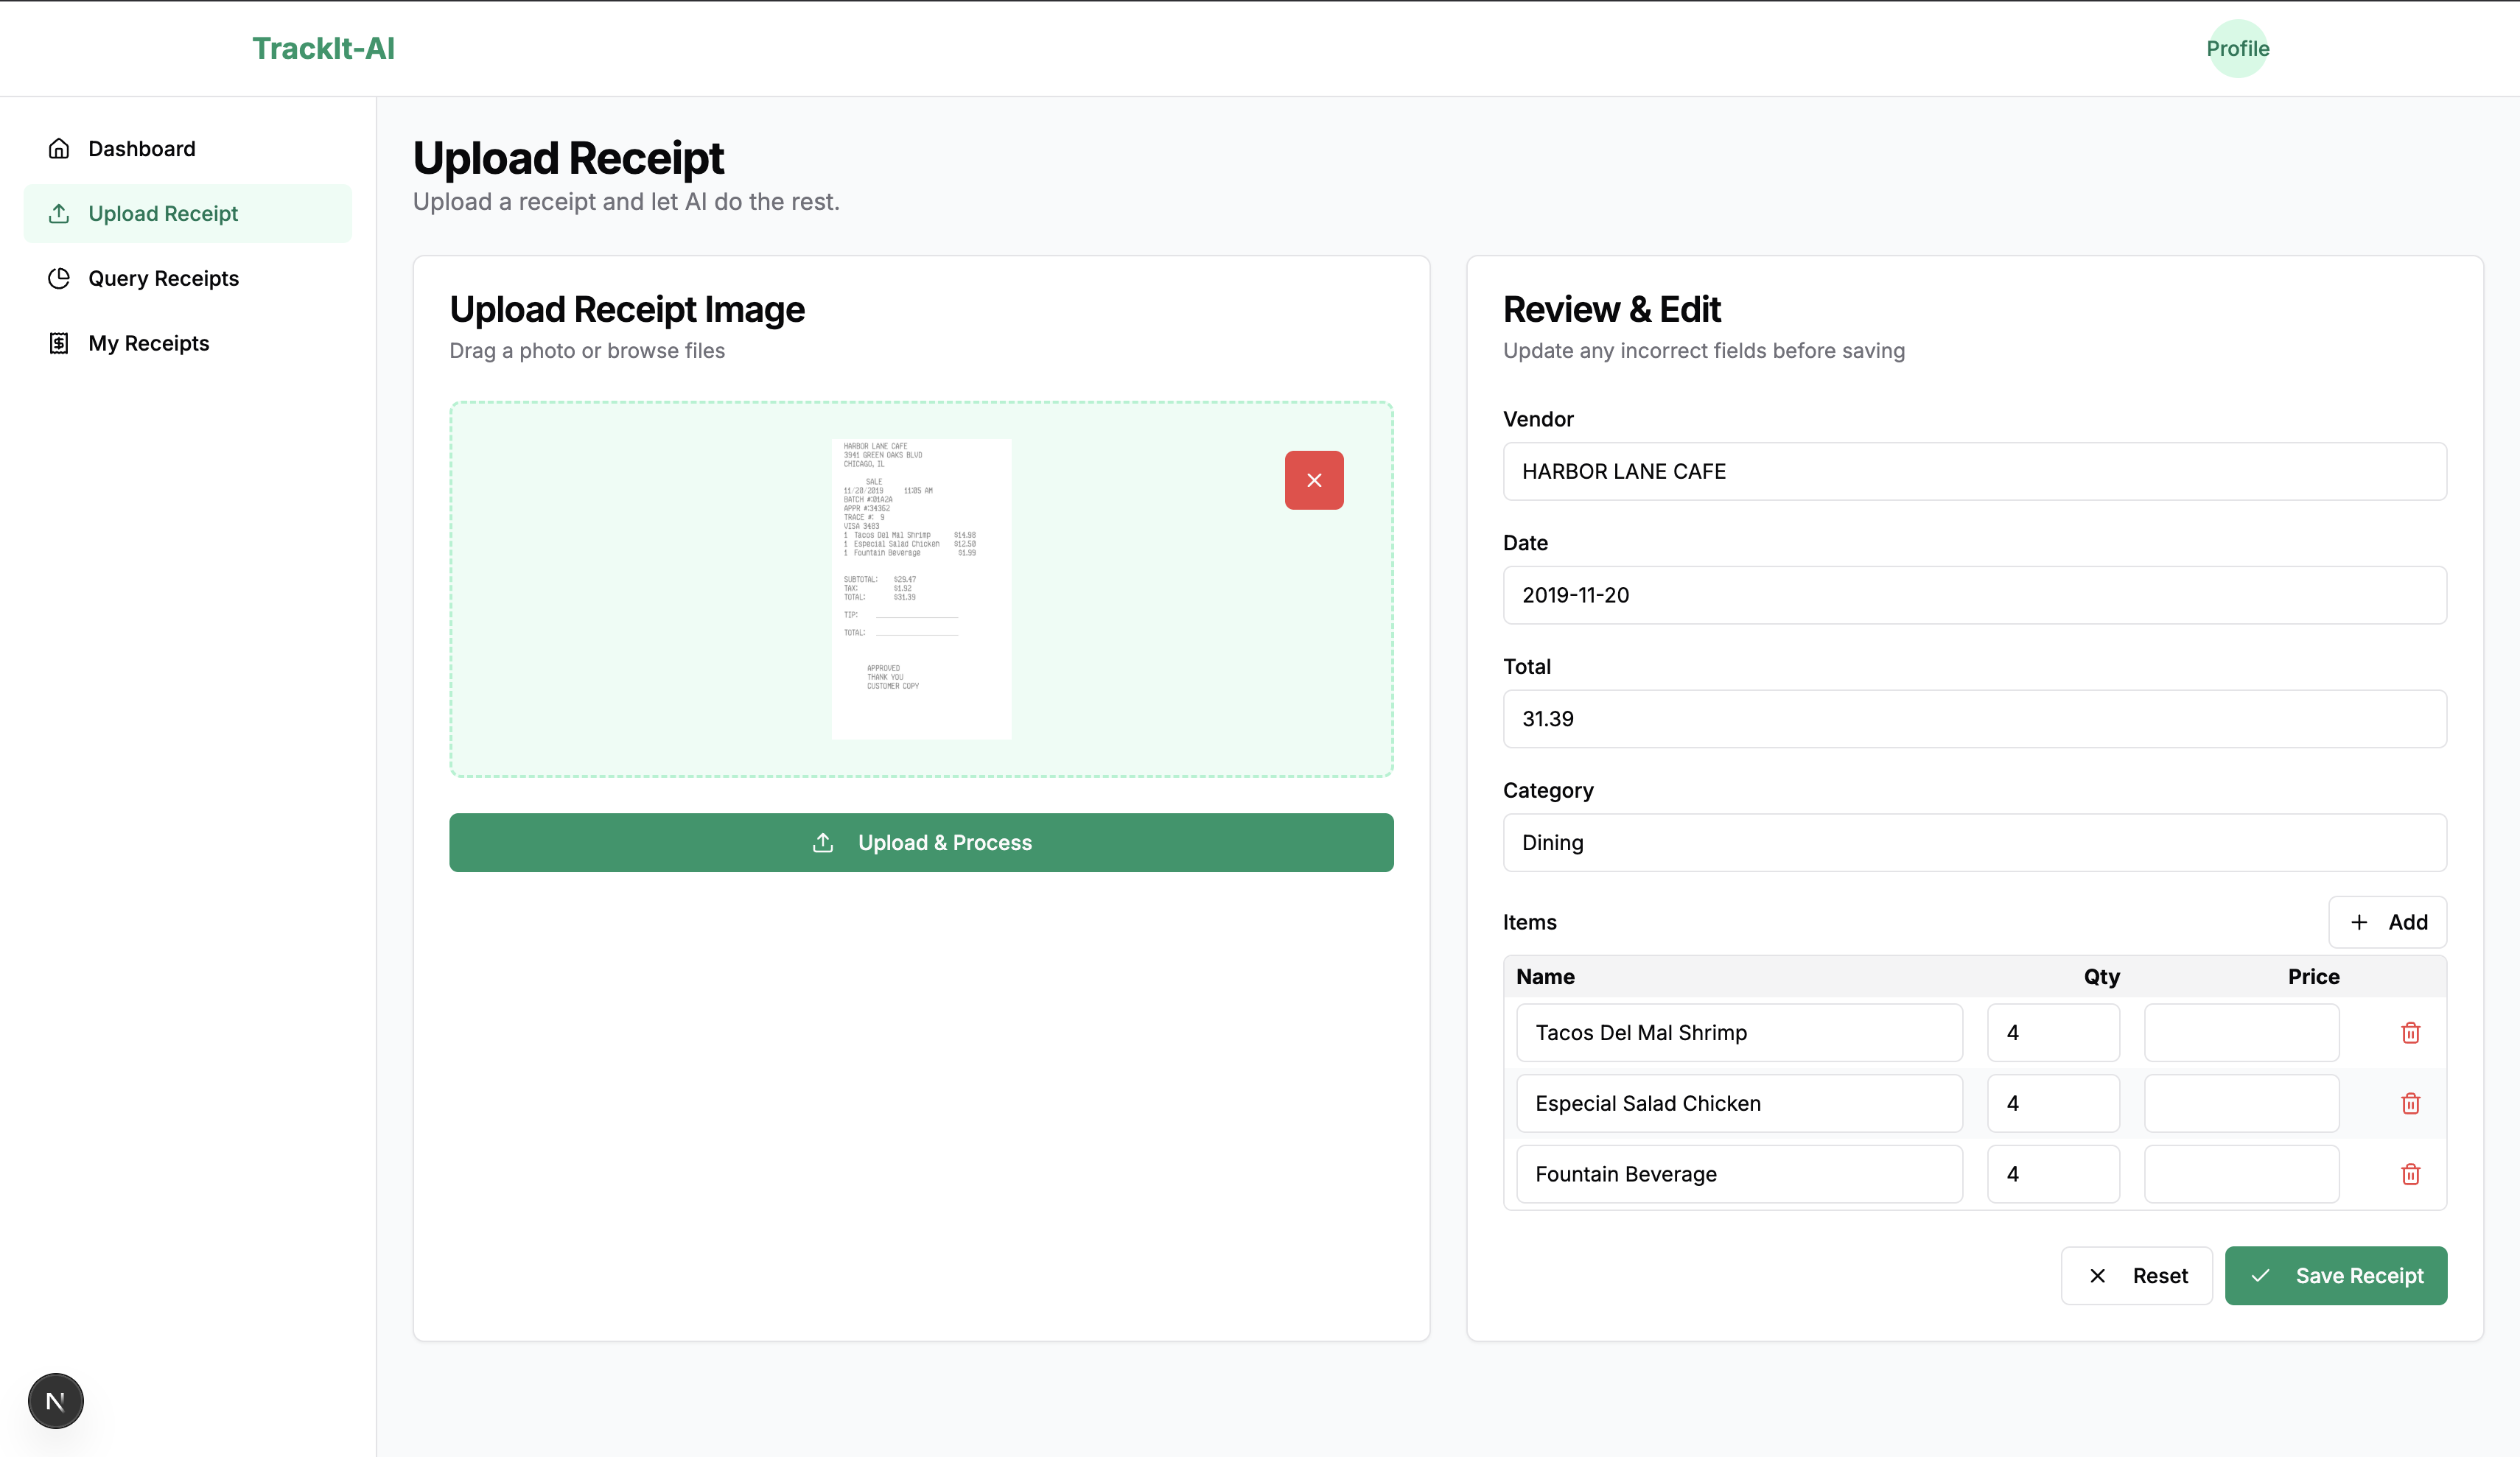 TrackIt-AI
Profile
Dashboard
Upload Receipt
Query Receipts
My Receipts
Upload Receipt
Upload a receipt and let AI do the rest.
Upload Receipt Image
Drag a photo or browse files
HARBOR LANE CAFE
3941 GREEN OAKS BLVD
CHICAGO, IL
SALE
11/20/2019 11:05 AM
BATCH #:01A2A
APPR #:34362
TRACE #: 9
VISA 3483
1 Tacos Del Mal Shrimp $14.98
1 Especial Salad Chicken $12.50
1 Fountain Beverage $1.99
SUBTOTAL: $29.47
TAX: $1.92
TOTAL: $31.39
TIP:
TOTAL:
APPROVED
THANK YOU
CUSTOMER COPY
Upload & Process
Review & Edit
Update any incorrect fields before saving
Vendor
HARBOR LANE CAFE
Date
2019-11-20
Total
31.39
Category
Dining
Items
Add
Name Qty Price
Tacos Del Mal Shrimp 4
Especial Salad Chicken 4
Fountain Beverage 4
Reset
Save Receipt
N